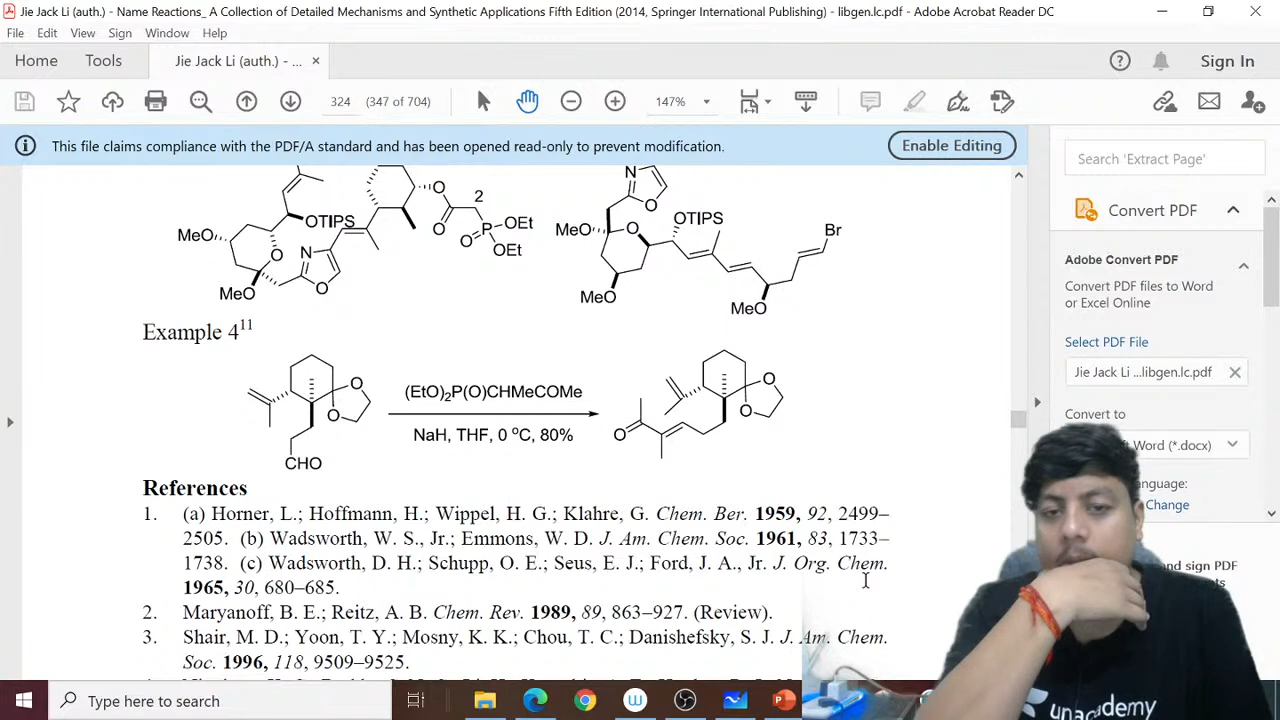 Jie Jack Li (auth.) - Name Reactions_ A Collection of Detailed Mechanisms and Synthetic Applications Fifth Edition (2014, Springer International Publishing) - libgen.lc.pdf - Adobe Acrobat Reader DC
File Edit View Sign Window Help
Home Tools Jie Jack Li (auth.) - ... × Sign In
324 (347 of 704) 147%
This file claims compliance with the PDF/A standard and has been opened read-only to prevent modification. Enable Editing
Search 'Extract Page'
Convert PDF
Adobe Convert PDF
Convert PDF files to Word
or Excel Online
Select PDF File
Jie Jack Li ...libgen.lc.pdf
Convert to
Word (*.docx)
Language:
Change
and sign PDF
MeO OTIPS O N O MeO O O 2 P OEt O OEt
N O MeO O OTIPS Br MeO MeO
Example 4¹¹
O O CHO
(EtO)₂P(O)CHMeCOMe
NaH, THF, 0 °C, 80%
O O O
References
1. (a) Horner, L.; Hoffmann, H.; Wippel, H. G.; Klahre, G. Chem. Ber. 1959, 92, 2499–
2505. (b) Wadsworth, W. S., Jr.; Emmons, W. D. J. Am. Chem. Soc. 1961, 83, 1733–
1738. (c) Wadsworth, D. H.; Schupp, O. E.; Seus, E. J.; Ford, J. A., Jr. J. Org. Chem.
1965, 30, 680–685.
2. Maryanoff, B. E.; Reitz, A. B. Chem. Rev. 1989, 89, 863–927. (Review).
3. Shair, M. D.; Yoon, T. Y.; Mosny, K. K.; Chou, T. C.; Danishefsky, S. J. J. Am. Chem.
Soc. 1996, 118, 9509–9525.
Type here to search
unacademy